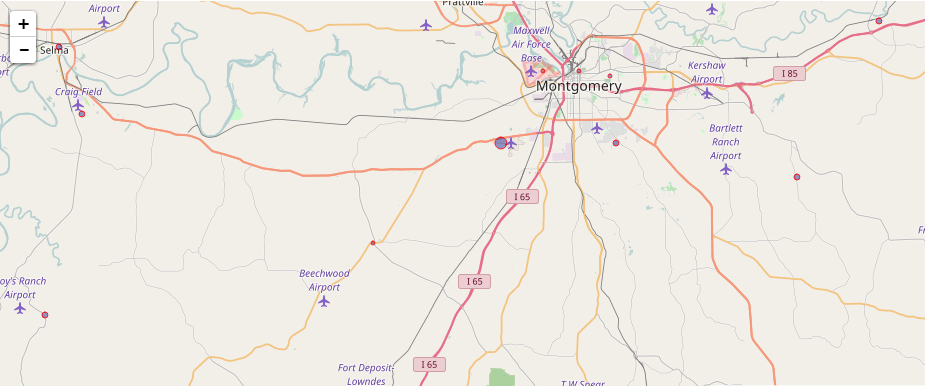 +
−
Airport
Selma
Craig Field
Prattville
Maxwell
Air Force
Base
Montgomery
Kershaw
Airport
I 85
Bartlett
Ranch
Airport
I 65
I 65
I 65
Beechwood
Airport
oy's Ranch
Airport
Fort Deposit-
Lowndes
T W Spear